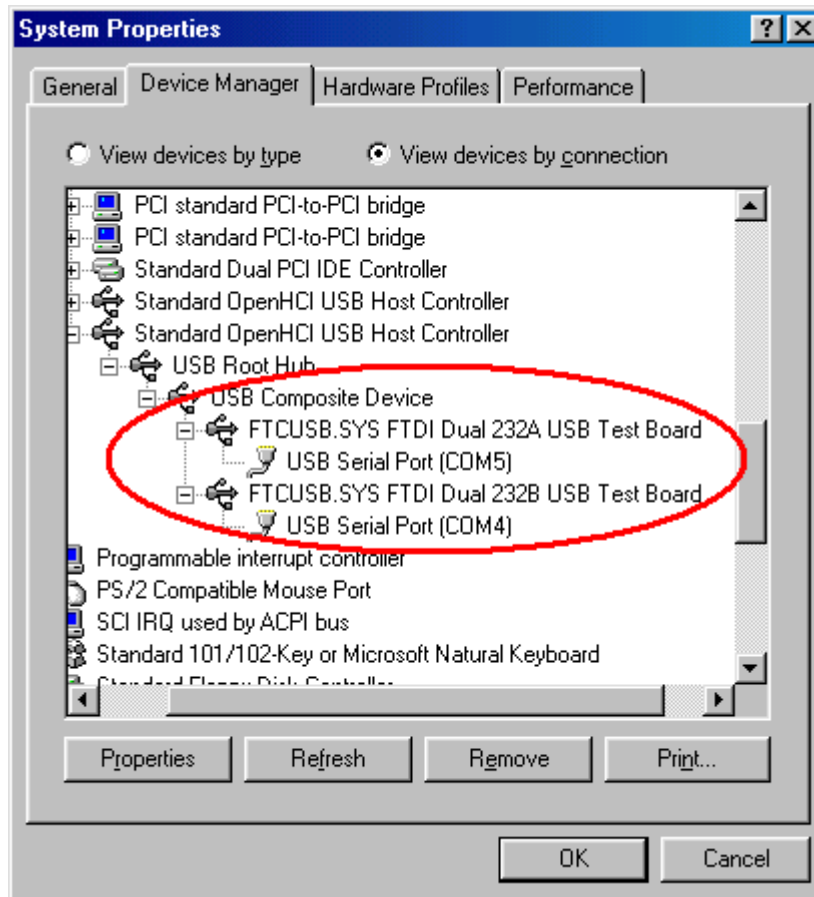 System Properties
General Device Manager Hardware Profiles Performance
View devices by type View devices by connection
PCI standard PCI-to-PCI bridge
PCI standard PCI-to-PCI bridge
Standard Dual PCI IDE Controller
Standard OpenHCI USB Host Controller
Standard OpenHCI USB Host Controller
USB Root Hub
USB Composite Device
FTCUSB.SYS FTDI Dual 232A USB Test Board
USB Serial Port (COM5)
FTCUSB.SYS FTDI Dual 232B USB Test Board
USB Serial Port (COM4)
Programmable interrupt controller
PS/2 Compatible Mouse Port
SCI IRQ used by ACPI bus
Standard 101/102-Key or Microsoft Natural Keyboard
Standard Floppy Disk Controller
Properties Refresh Remove Print...
OK Cancel